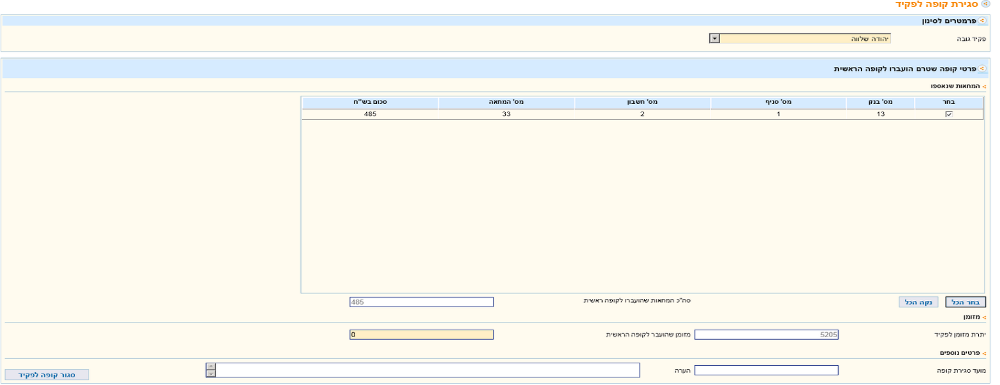 סגירת קופה לפקיד
פרמטרים לסינון
פקיד גובה יהודה שלווה
פרטי קופה שטרם הועברו לקופה הראשית
המחאות שנאספו
בחר מס' בנק מס' סניף מס' חשבון מס' המחאה סכום בש"ח
13 1 2 33 485
בחר הכל נקה הכל סה"כ המחאות שהועברו לקופה ראשית 485
מזומן
יתרת מזומן לפקיד 5205 מזומן שהועבר לקופה הראשית 0
פרטים נוספים
מועד סגירת קופה הערה סגור קופה לפקיד